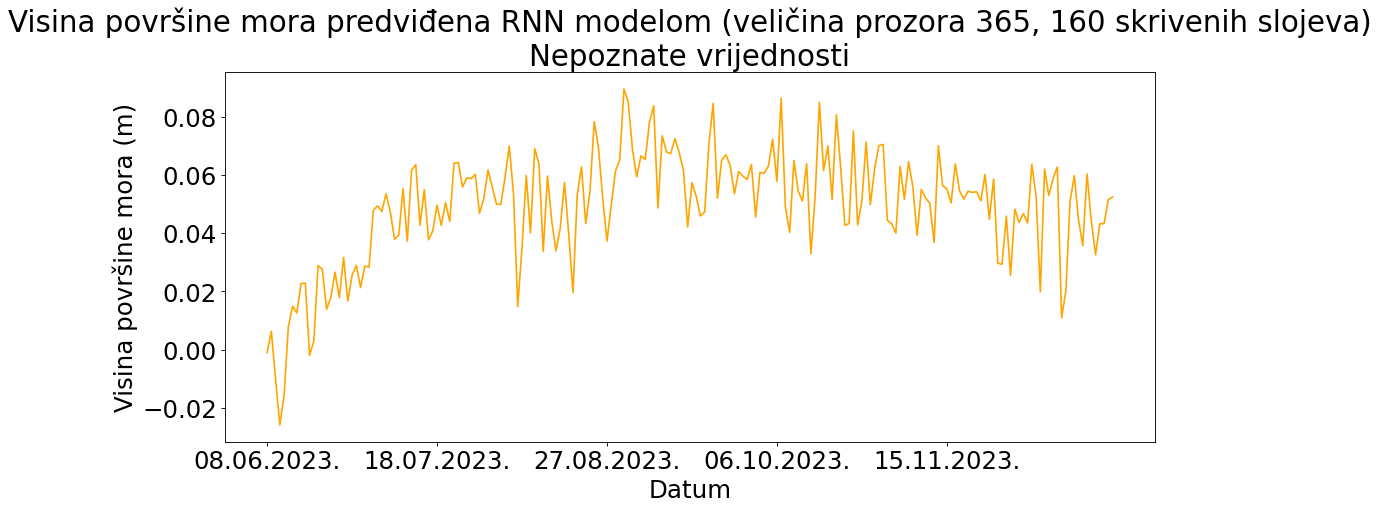 Visina površine mora predviđena RNN modelom (veličina prozora 365, 160 skrivenih slojeva)
Nepoznate vrijednosti
Visina površine mora (m)
0.08
0.06
0.04
0.02
0.00
−0.02
08.06.2023. 18.07.2023. 27.08.2023. 06.10.2023. 15.11.2023.
Datum